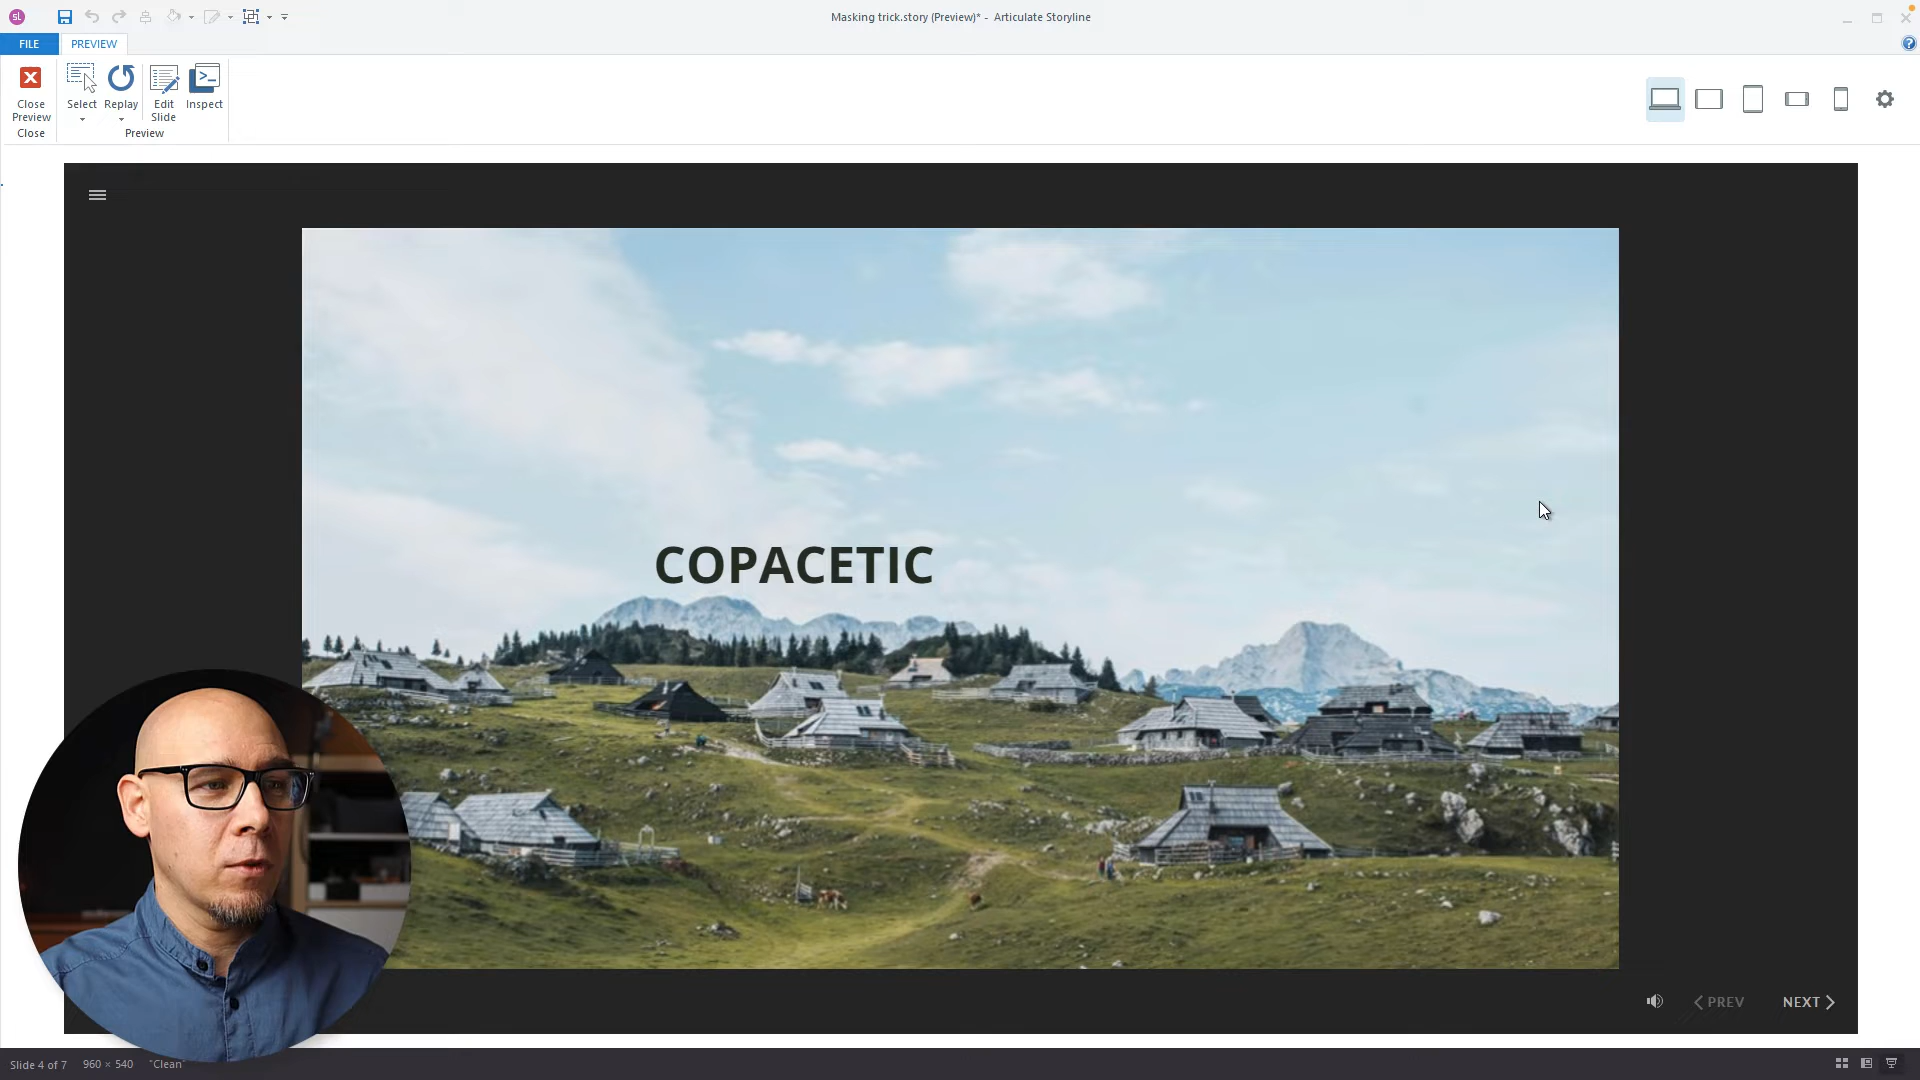 sl
Masking trick.story (Preview)* - Articulate Storyline
FILE
PREVIEW
?
Close Preview
Select
Replay
Edit Slide
Inspect
Close
Preview
COPACETIC
PREV
NEXT
Slide 4 of 7
960 × 540
"Clean"